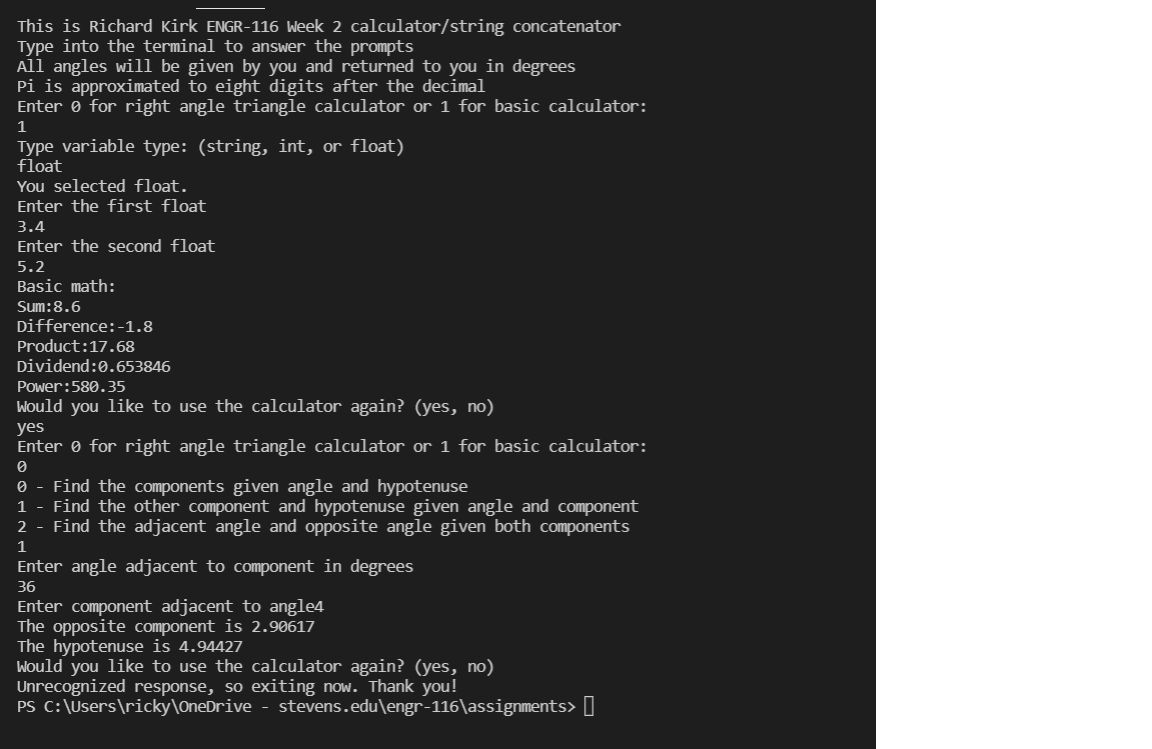 This is Richard Kirk ENGR-116 Week 2 calculator/string concatenator
Type into the terminal to answer the prompts
All angles will be given by you and returned to you in degrees
Pi is approximated to eight digits after the decimal
Enter 0 for right angle triangle calculator or 1 for basic calculator:
1
Type variable type: (string, int, or float)
float
You selected float.
Enter the first float
3.4
Enter the second float
5.2
Basic math:
Sum:8.6
Difference:-1.8
Product:17.68
Dividend:0.653846
Power:580.35
Would you like to use the calculator again? (yes, no)
yes
Enter 0 for right angle triangle calculator or 1 for basic calculator:
0
0 - Find the components given angle and hypotenuse
1 - Find the other component and hypotenuse given angle and component
2 - Find the adjacent angle and opposite angle given both components
1
Enter angle adjacent to component in degrees
36
Enter component adjacent to angle4
The opposite component is 2.90617
The hypotenuse is 4.94427
Would you like to use the calculator again? (yes, no)
Unrecognized response, so exiting now. Thank you!
PS C:\Users\ricky\OneDrive - stevens.edu\engr-116\assignments>